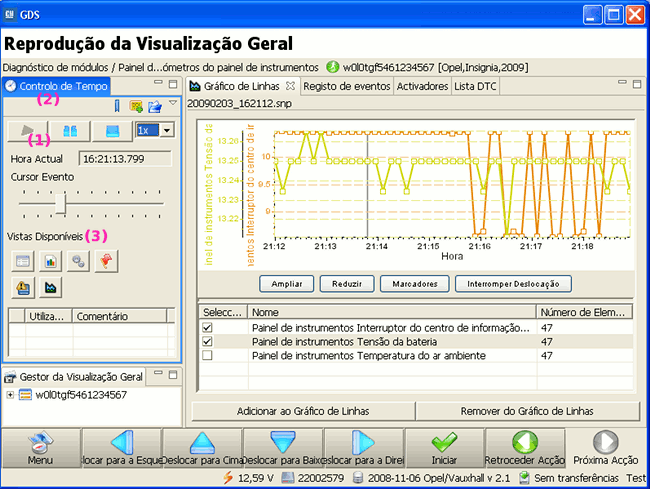 GM GDS
Reprodução da Visualização Geral
Diagnóstico de módulos / Painel d...ómetros do painel de instrumentos w0l0tgf5461234567 [Opel,Insignia,2009]
Controlo de Tempo
(2)
1x
(1)
Hora Actual 16:21:13.799
Cursor Evento
Vistas Disponíveis (3)
Utiliza... Comentário
Gestor da Visualização Geral
w0l0tgf5461234567
Gráfico de Linhas Registo de eventos Activadores Lista DTC
20090203_162112.snp
nel de instrumentos Tensão da
mentos Interruptor do centro de ir
13.26
13.25
13.24
13.23
13.22
10
9.5
9
21:12 21:13 21:14 21:15 21:16 21:17 21:18
Hora
Ampliar Reduzir Marcadores Interromper Deslocação
Selecc... Nome Número de Elem...
Painel de instrumentos Interruptor do centro de informação... 47
Painel de instrumentos Tensão da bateria 47
Painel de instrumentos Temperatura do ar ambiente 47
Adicionar ao Gráfico de Linhas Remover do Gráfico de Linhas
Menu slocar para a Esque Deslocar para Cima Deslocar para Baixo slocar para a Direi Iniciar Retroceder Acção Próxima Acção
12,59 V 22002579 2008-11-06 Opel/Vauxhall v 2.1 Sem transferências Test